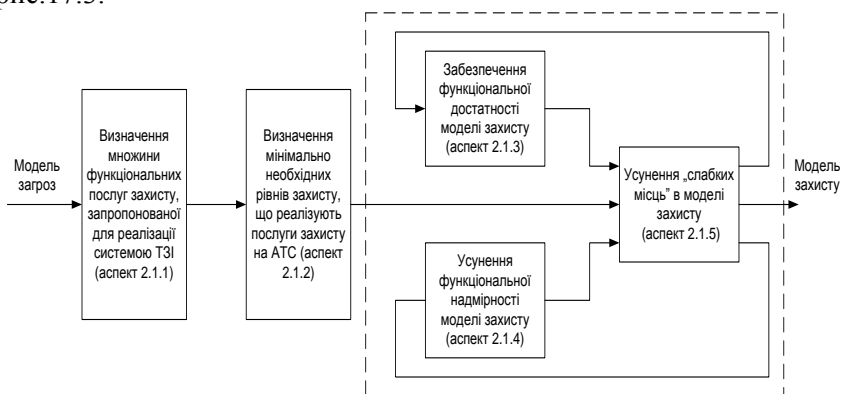 рис.17.3.
Модель
загроз
Визначення
множини
функціональних
послуг захисту,
запропонованої
для реалізації
системою ТЗІ
(аспект 2.1.1)
Визначення
мінімально
необхідних
рівнів захисту,
що реалізують
послуги захисту
на АТС (аспект
2.1.2)
Забезпечення
функціональної
достатності
моделі захисту
(аспект 2.1.3)
Усунення
функціональної
надмірності
моделі захисту
(аспект 2.1.4)
Усунення „слабких
місць” в моделі
захисту
(аспект 2.1.5)
Модель
захисту